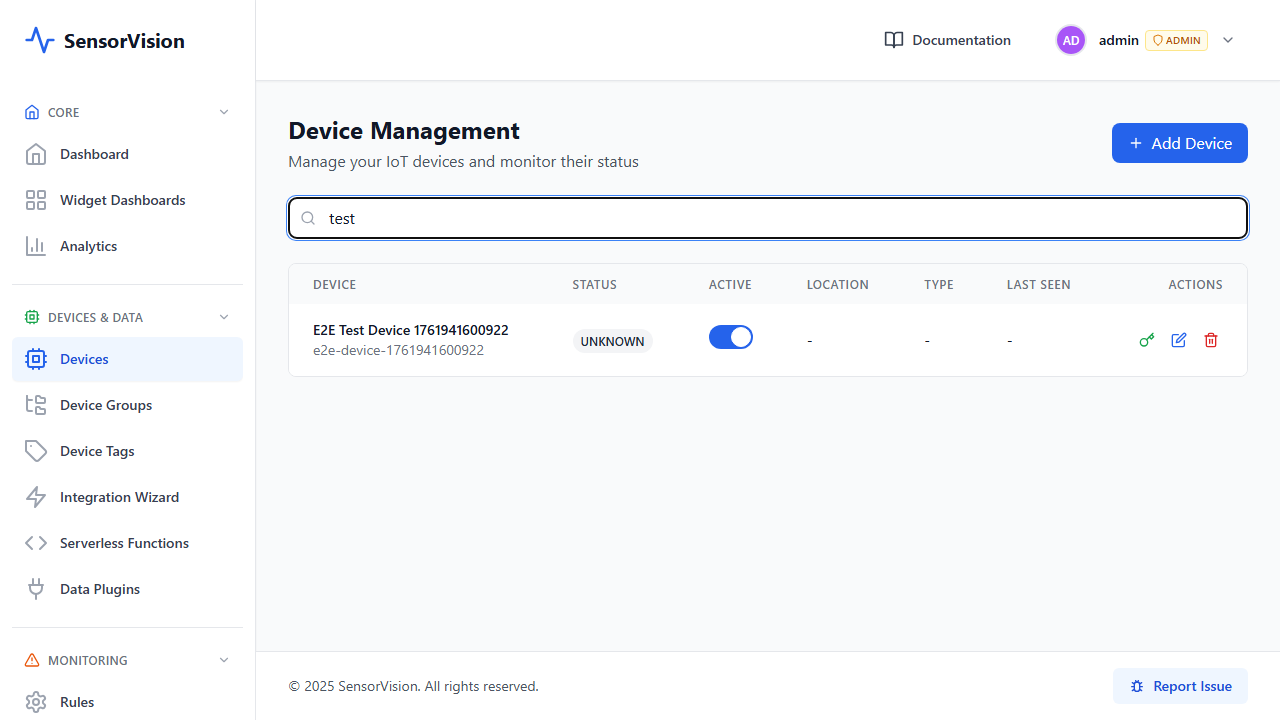 SensorVision
Documentation
AD
admin
ADMIN
CORE
Dashboard
Widget Dashboards
Analytics
DEVICES & DATA
Devices
Device Groups
Device Tags
Integration Wizard
Serverless Functions
Data Plugins
MONITORING
Rules
Device Management
Manage your IoT devices and monitor their status
Add Device
test
DEVICE STATUS ACTIVE LOCATION TYPE LAST SEEN ACTIONS
E2E Test Device 1761941600922
e2e-device-1761941600922
UNKNOWN - - -
© 2025 SensorVision. All rights reserved.
Report Issue